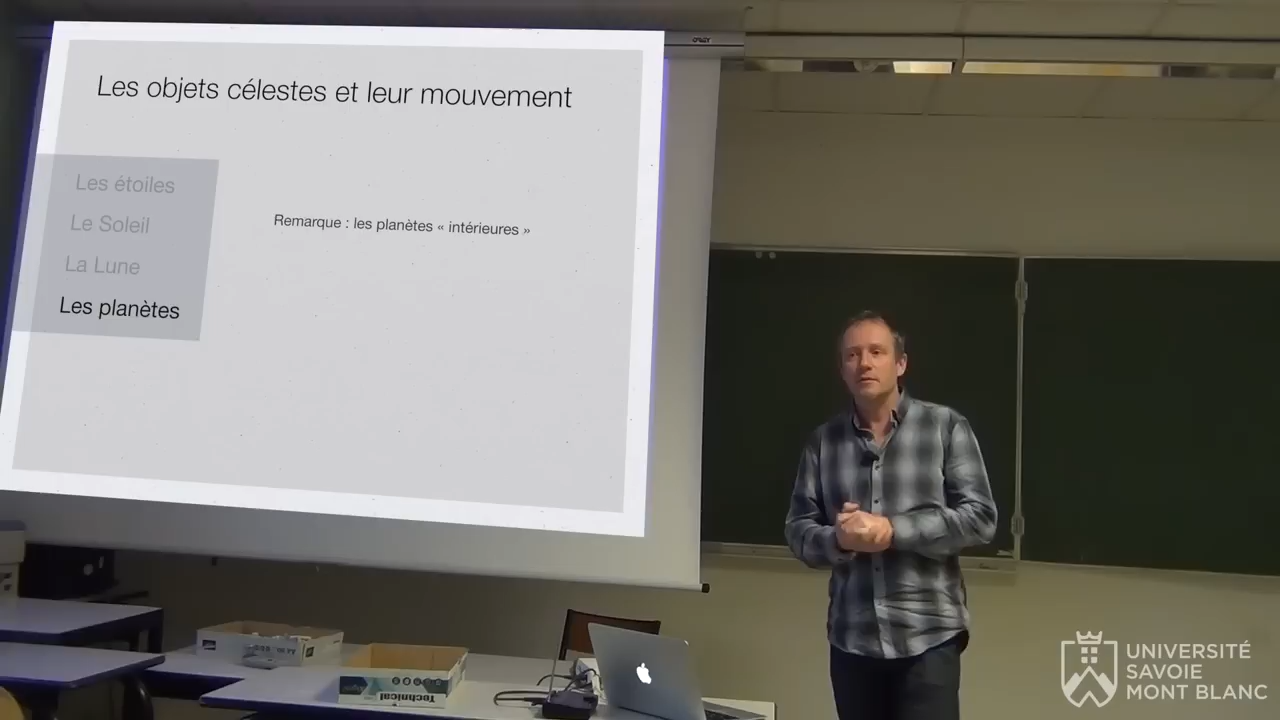 Les objets célestes et leur mouvement
Les étoiles
Le Soleil
La Lune
Les planètes
Remarque : les planètes « intérieures »
Technical
UNIVERSITÉ
SAVOIE
MONT BLANC